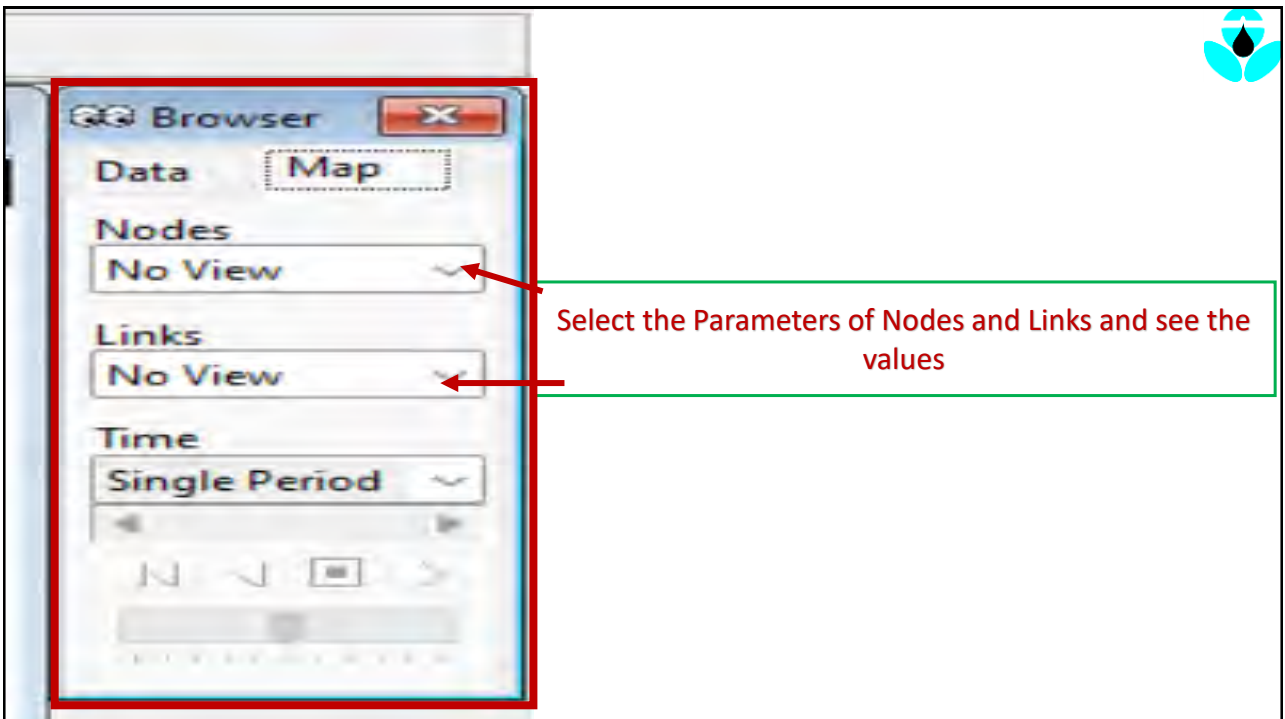 Browser
Data Map
Nodes
No View
Select the Parameters of Nodes and Links and see the
values
Links
No View
Time
Single Period